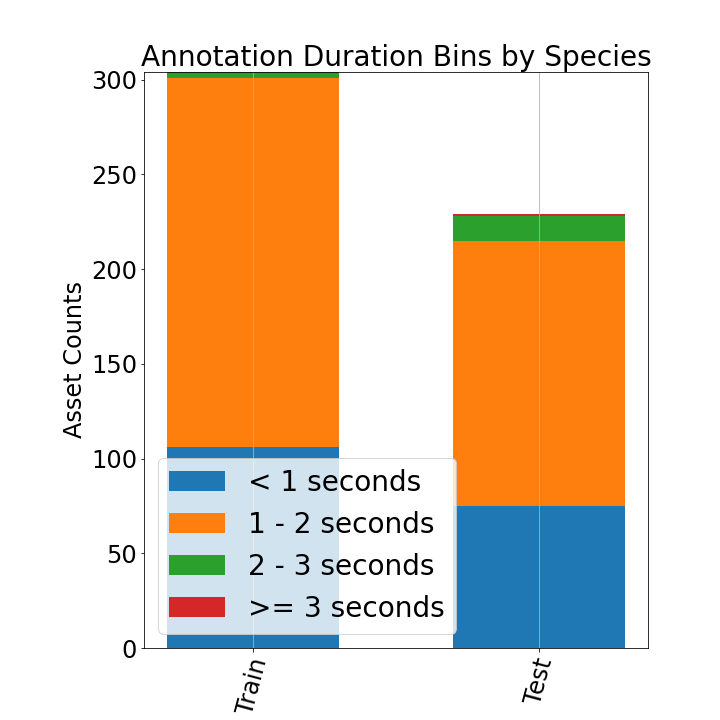 Annotation Duration Bins by Species
300
250
200
150
100
50
0
Asset Counts
< 1 seconds
1 - 2 seconds
2 - 3 seconds
>= 3 seconds
Train
Test